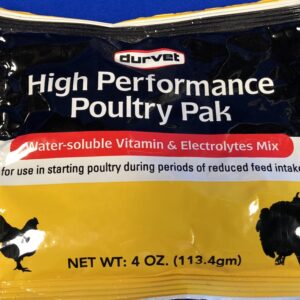 durvet
High Performance
Poultry Pak
Water-soluble Vitamin & Electrolytes Mix
for use in starting poultry during periods of reduced feed intake
NET WT: 4 OZ. (113.4gm)